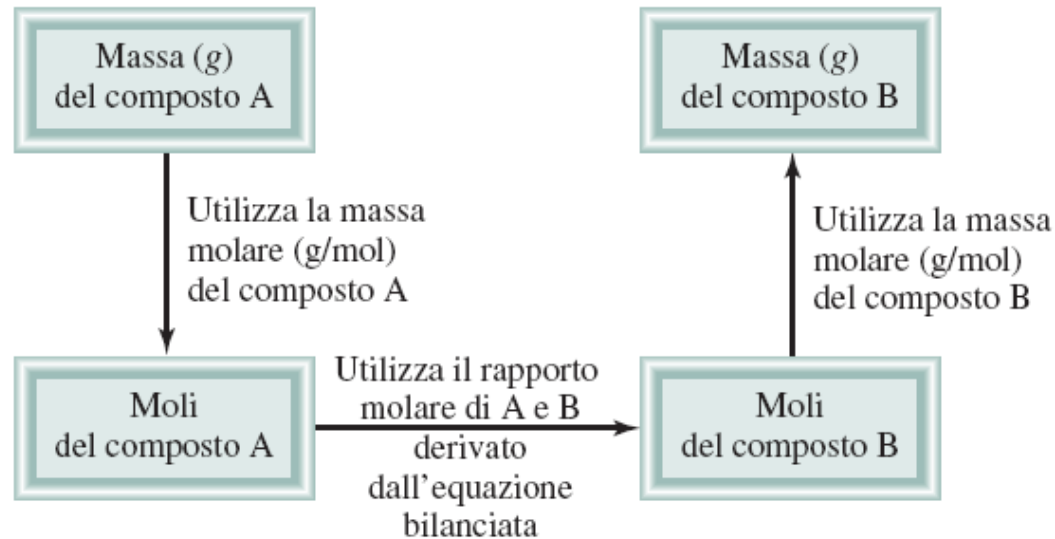 Massa (g)
del composto A
Massa (g)
del composto B
Utilizza la massa
molare (g/mol)
del composto A
Utilizza la massa
molare (g/mol)
del composto B
Moli
del composto A
Utilizza il rapporto
molare di A e B
derivato
dall'equazione
bilanciata
Moli
del composto B